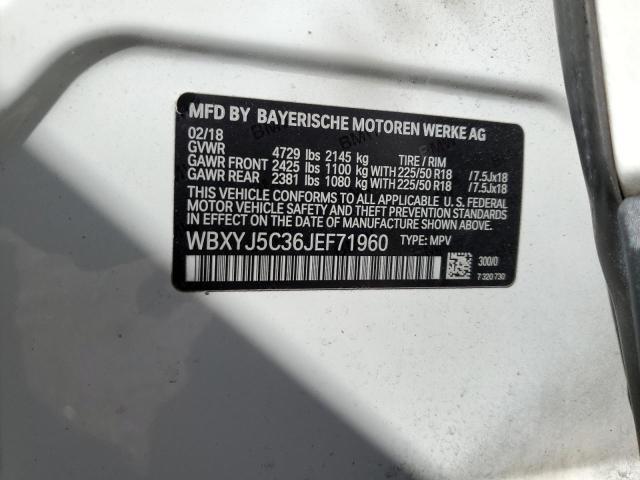 MFD BY BAYERISCHE MOTOREN WERKE AG
02/18
GVWR 4729 lbs 2145 kg TIRE / RIM
GAWR FRONT 2425 lbs 1100 kg WITH 225/50 R18 /7.5Jx18
GAWR REAR 2381 lbs 1080 kg WITH 225/50 R18 /7.5Jx18
THIS VEHICLE CONFORMS TO ALL APPLICABLE U.S. FEDERAL
MOTOR VEHICLE SAFETY AND THEFT PREVENTION STANDARDS
IN EFFECT ON THE DATE OF MANUFACTURE SHOWN ABOVE.
WBXYJ5C36JEF71960 TYPE: MPV
300/0
7 320 730